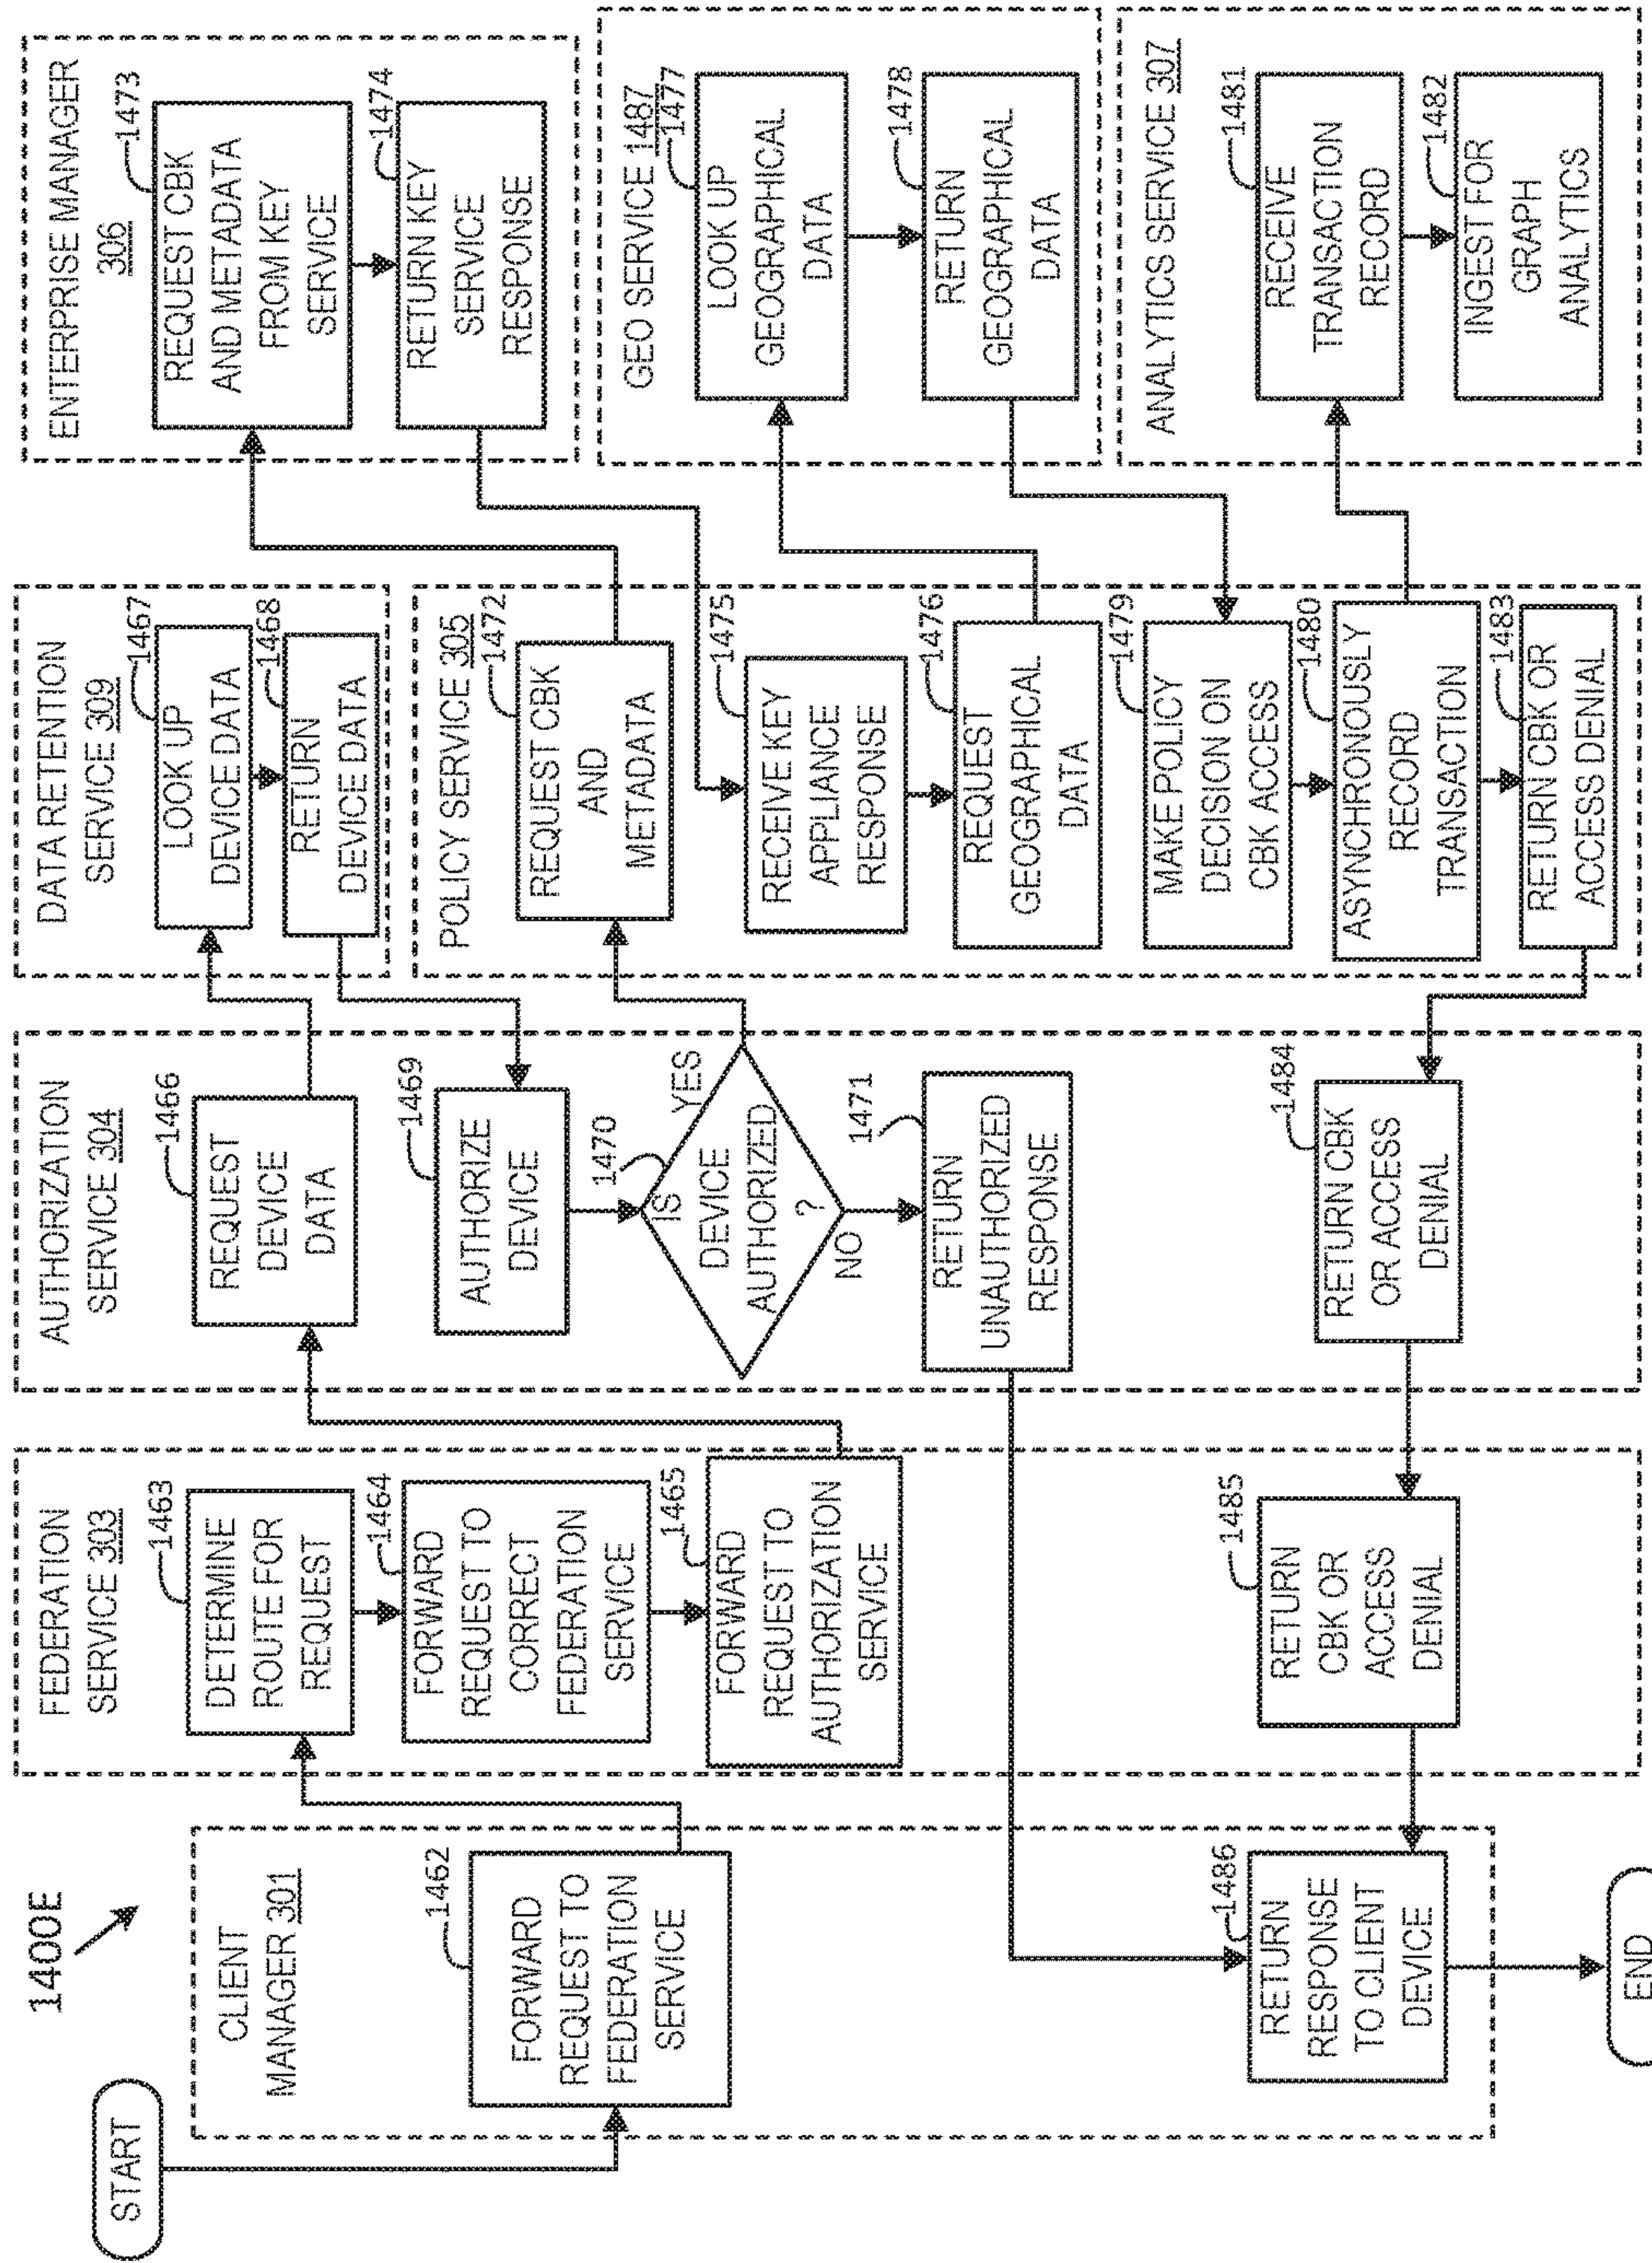 1400E
START
CLIENT
MANAGER 301
1462
FORWARD
REQUEST TO
FEDERATION
SERVICE
1486
RETURN
RESPONSE
TO CLIENT
DEVICE
END
FEDERATION
SERVICE 303
1463
DETERMINE
ROUTE FOR
REQUEST
1464
FORWARD
REQUEST TO
CORRECT
FEDERATION
SERVICE
1465
FORWARD
REQUEST TO
AUTHORIZATION
SERVICE
1485
RETURN
CBK OR
ACCESS
DENIAL
AUTHORIZATION
SERVICE 304
1466
REQUEST
DEVICE
DATA
1469
AUTHORIZE
DEVICE
1470
IS
DEVICE
AUTHORIZED
?
YES
NO
1471
RETURN
UNAUTHORIZED
RESPONSE
1484
RETURN CBK
OR ACCESS
DENIAL
DATA RETENTION
SERVICE 309
1467
LOOK UP
DEVICE DATA
1468
RETURN
DEVICE DATA
POLICY SERVICE 305
1472
REQUEST CBK
AND
METADATA
1475
RECEIVE KEY
APPLIANCE
RESPONSE
1476
REQUEST
GEOGRAPHICAL
DATA
1479
MAKE POLICY
DECISION ON
CBK ACCESS
1480
ASYNCHRONOUSLY
RECORD
TRANSACTION
1483
RETURN CBK OR
ACCESS DENIAL
ENTERPRISE MANAGER
306
1473
REQUEST CBK
AND METADATA
FROM KEY
SERVICE
1474
RETURN KEY
SERVICE
RESPONSE
GEO SERVICE 1487
1477
LOOK UP
GEOGRAPHICAL
DATA
1478
RETURN
GEOGRAPHICAL
DATA
ANALYTICS SERVICE 307
1481
RECEIVE
TRANSACTION
RECORD
1482
INGEST FOR
GRAPH
ANALYTICS